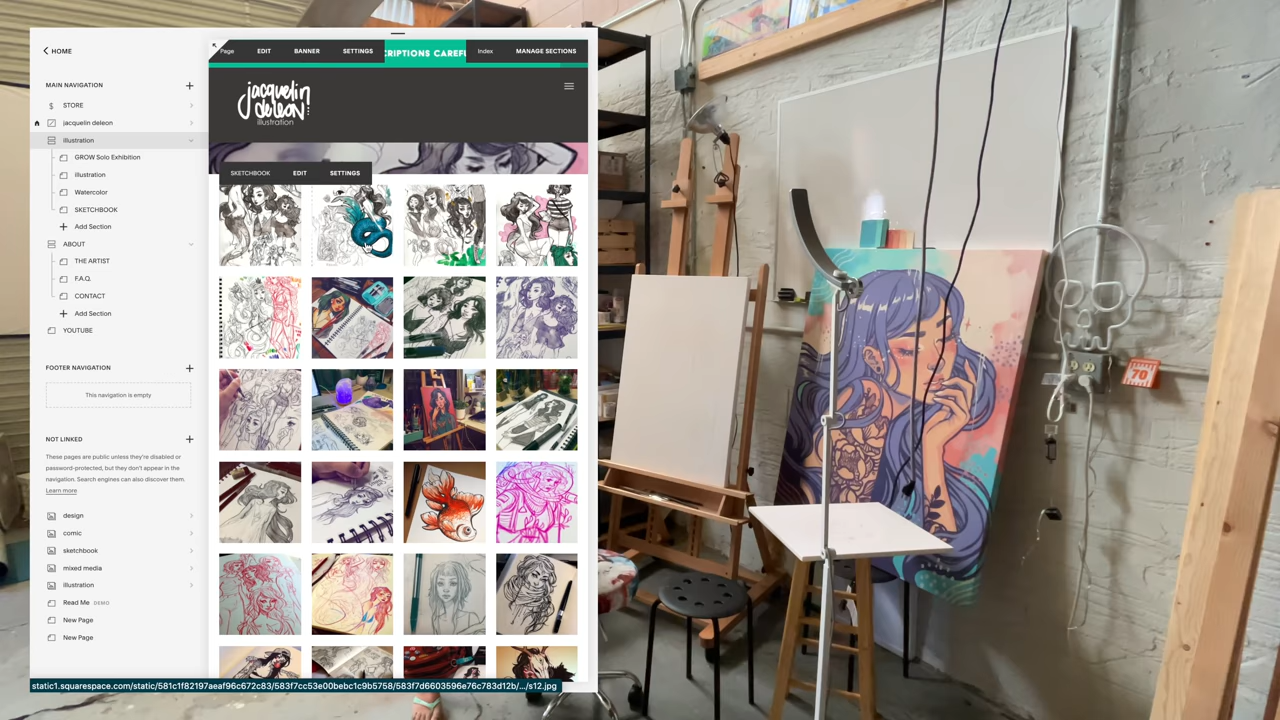 HOME
MAIN NAVIGATION
STORE
jacquelin deleon
illustration
GROW Solo Exhibition
illustration
Watercolor
SKETCHBOOK
Add Section
ABOUT
THE ARTIST
F.A.Q.
CONTACT
Add Section
YOUTUBE
FOOTER NAVIGATION
This navigation is empty
NOT LINKED
These pages are public unless they're disabled or
password-protected, but they don't appear in the
navigation. Search engines can also discover them.
Learn more
design
comic
sketchbook
mixed media
illustration
Read Me DEMO
New Page
New Page
Page EDIT BANNER SETTINGS
Index MANAGE SECTIONS
jacquelin
deleon!
illustration
SKETCHBOOK EDIT SETTINGS
static1.squarespace.com/static/581c1f82197aeaf96c672c83/583f7cc53e00bebc1c9b5758/583f7d6603596e76c783d12b/.../s12.jpg
70